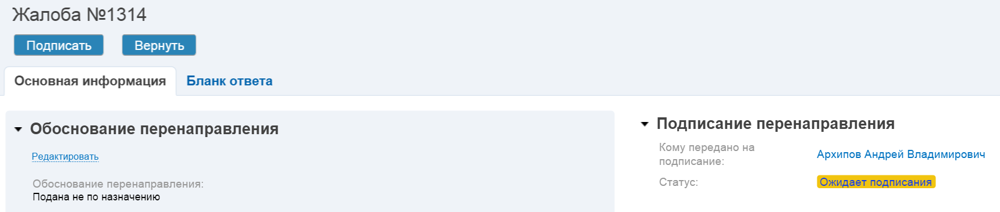 Жалоба №1314
Подписать Вернуть
Основная информация Бланк ответа
Обоснование перенаправления
Редактировать
Обоснование перенаправления:
Подана не по назначению
Подписание перенаправления
Кому передано на
подписание:
Архипов Андрей Владимирович
Статус:
Ожидает подписания